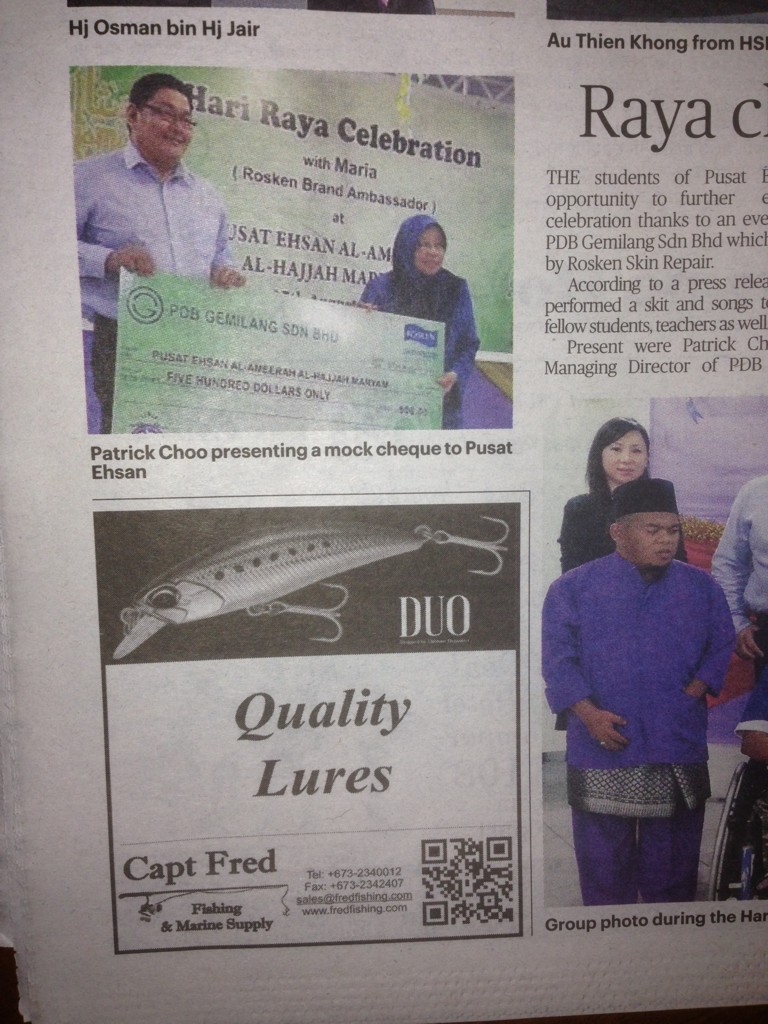 Hj Osman bin Hj Jair
Au Thien Khong from HSB
Hari Raya Celebration
with Maria
( Rosken Brand Ambassador )
at
PUSAT EHSAN AL-AM
AL-HAJJAH MAR
PDB GEMILANG SDN BHD
PUSAT EHSAN AL-AMEERAH AL-HAJJAH MARYAM
FIVE HUNDRED DOLLARS ONLY
500.00
Patrick Choo presenting a mock cheque to Pusat
Ehsan
DUO
Quality
Lures
Capt Fred
Fishing
& Marine Supply
Tel: +673-2340012
Fax: +673-2342407
sales@fredfishing.com
www.fredfishing.com
Raya c
THE students of Pusat E
opportunity to further e
celebration thanks to an eve
PDB Gemilang Sdn Bhd which
by Rosken Skin Repair.
According to a press relea
performed a skit and songs to
fellow students, teachers as well
Present were Patrick Ch
Managing Director of PDB
Group photo during the Har